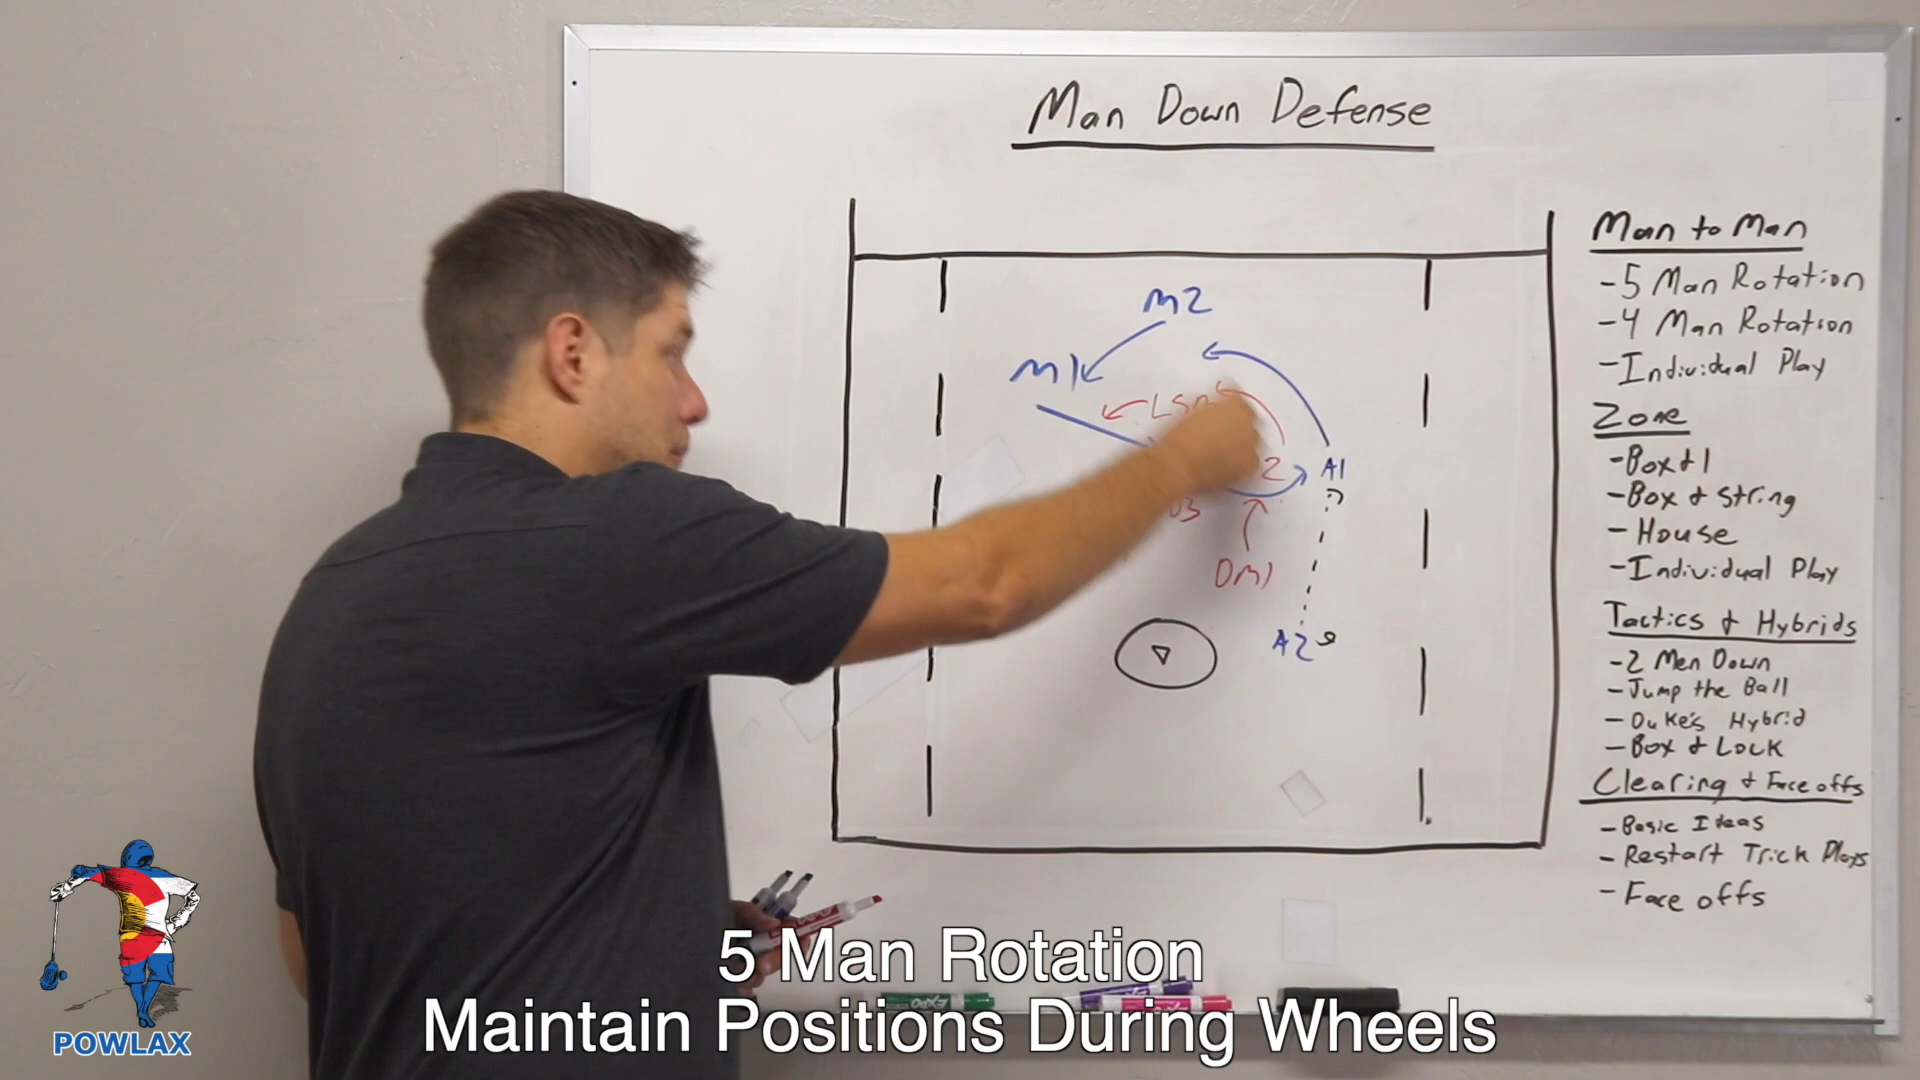 Man Down Defense
M2
M1
LSM
2
A1
D3
DM1
A2
Man to Man
-5 Man Rotation
-4 Man Rotation
-Individual Play
Zone
-Box & 1
-Box & String
-House
-Individual Play
Tactics & Hybrids
-2 Men Down
-Jump the Ball
-Duke's Hybrid
-Box & Lock
Clearing & Face offs
-Basic Ideas
-Restart Trick Plays
-Face offs
5 Man Rotation
Maintain Positions During Wheels
POWLAX
EXPO